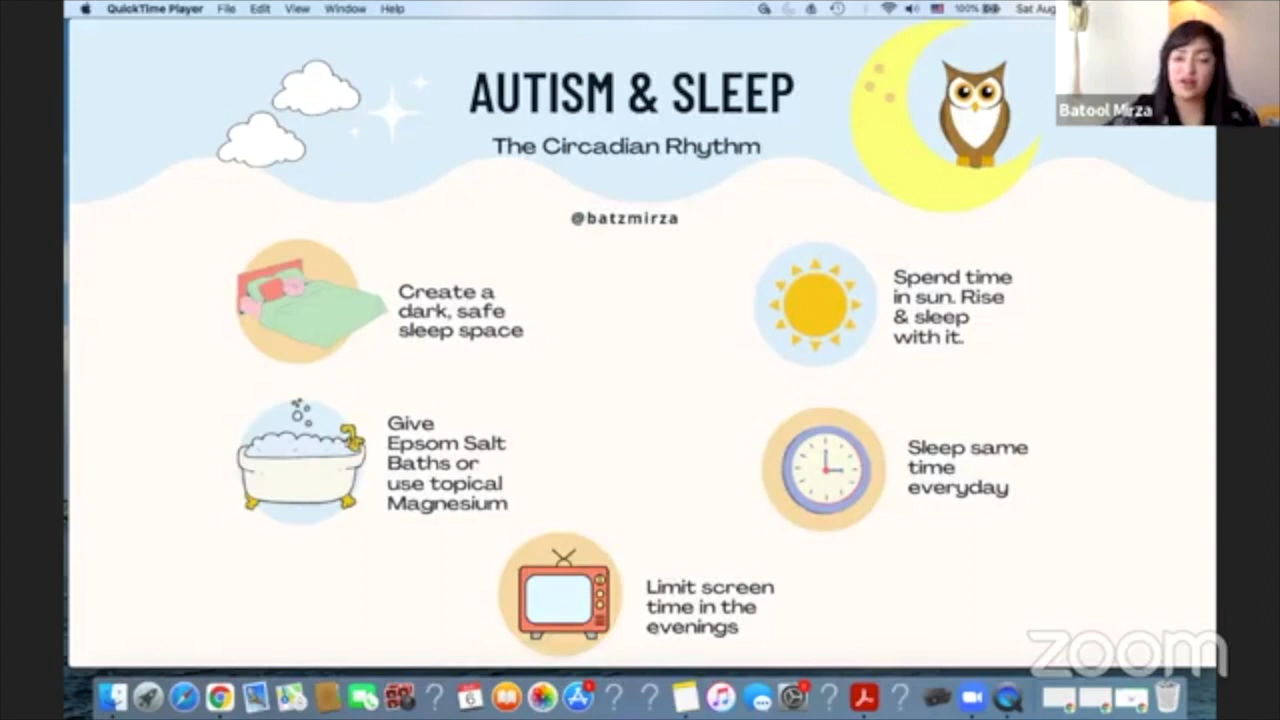 QuickTime Player File Edit View Window Help 100% Sat Aug
Batool Mirza
AUTISM & SLEEP
The Circadian Rhythm
@batzmirza
Create a
dark, safe
sleep space
Spend time
in sun. Rise
& sleep
with it.
Give
Epsom Salt
Baths or
use topical
Magnesium
Sleep same
time
everyday
Limit screen
time in the
evenings
zoom
6